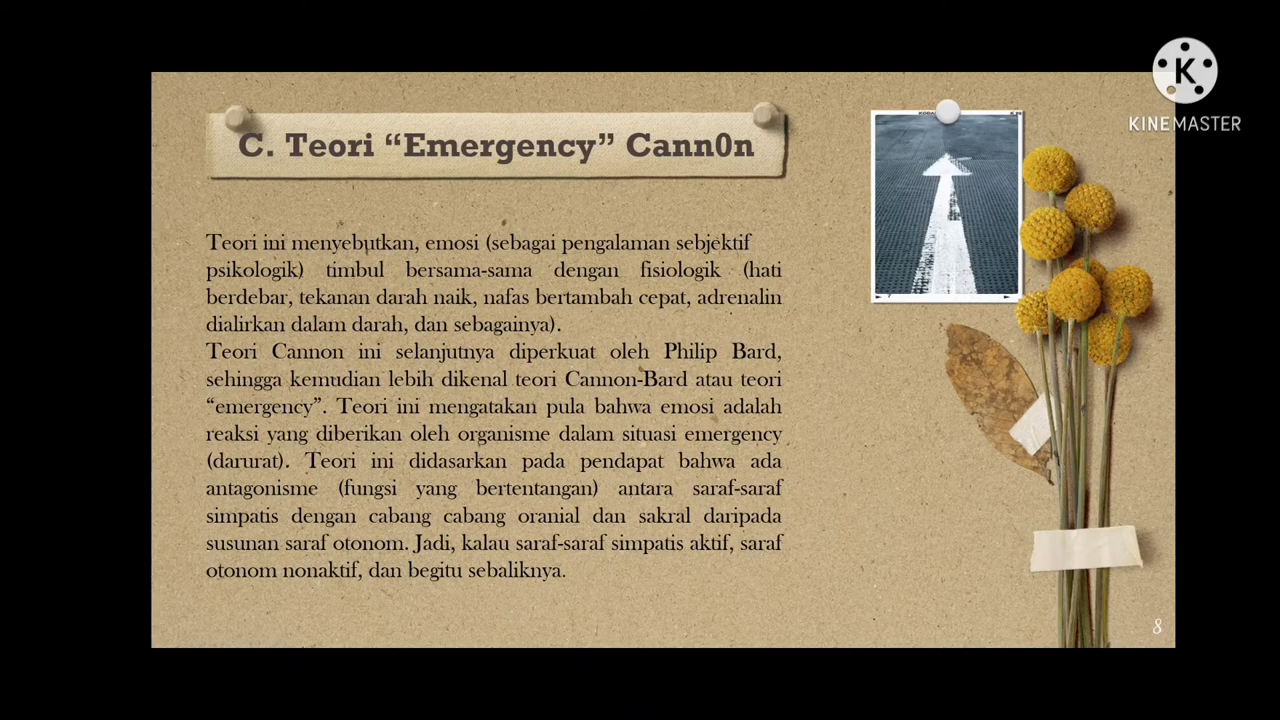 KINEMASTER
C. Teori “Emergency” Cann0n
Teori ini menyebutkan, emosi (sebagai pengalaman sebjektif
psikologik) timbul bersama-sama dengan fisiologik (hati
berdebar, tekanan darah naik, nafas bertambah cepat, adrenalin
dialirkan dalam darah, dan sebagainya).
Teori Cannon ini selanjutnya diperkuat oleh Philip Bard,
sehingga kemudian lebih dikenal teori Cannon-Bard atau teori
“emergency”. Teori ini mengatakan pula bahwa emosi adalah
reaksi yang diberikan oleh organisme dalam situasi emergency
(darurat). Teori ini didasarkan pada pendapat bahwa ada
antagonisme (fungsi yang bertentangan) antara saraf-saraf
simpatis dengan cabang cabang oranial dan sakral daripada
susunan saraf otonom. Jadi, kalau saraf-saraf simpatis aktif, saraf
otonom nonaktif, dan begitu sebaliknya.
8